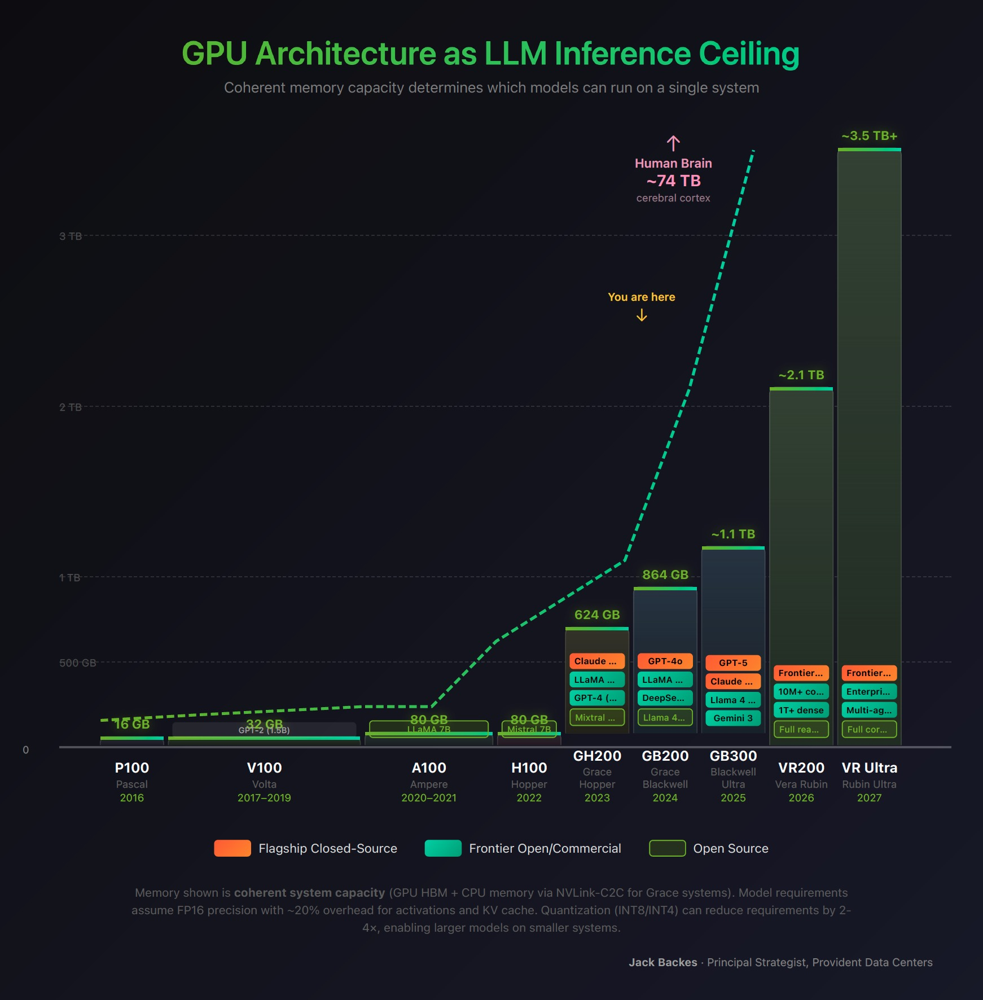 GPU Architecture as LLM Inference Ceiling
Coherent memory capacity determines which models can run on a single system
↑
Human Brain
~74 TB
cerebral cortex
You are here
↓
3 TB
2 TB
1 TB
500 GB
0
16 GB
P100
Pascal
2016
32 GB
GPT-2 (1.5B)
V100
Volta
2017–2019
80 GB
LLaMA 7B
A100
Ampere
2020–2021
80 GB
Mistral 7B
H100
Hopper
2022
624 GB
Claude ...
LLaMA ...
GPT-4 (...
Mixtral ...
GH200
Grace
Hopper
2023
864 GB
GPT-4o
LLaMA ...
DeepSe...
Llama 4...
GB200
Grace
Blackwell
2024
~1.1 TB
GPT-5
Claude ...
Llama 4 ...
Gemini 3
GB300
Blackwell
Ultra
2025
~2.1 TB
Frontier...
10M+ co...
1T+ dense
Full rea...
VR200
Vera Rubin
2026
~3.5 TB+
Frontier...
Enterpri...
Multi-ag...
Full cor...
VR Ultra
Rubin Ultra
2027
Flagship Closed-Source
Frontier Open/Commercial
Open Source
Memory shown is coherent system capacity (GPU HBM + CPU memory via NVLink-C2C for Grace systems). Model requirements
assume FP16 precision with ~20% overhead for activations and KV cache. Quantization (INT8/INT4) can reduce requirements by 2-
4×, enabling larger models on smaller systems.
Jack Backes · Principal Strategist, Provident Data Centers